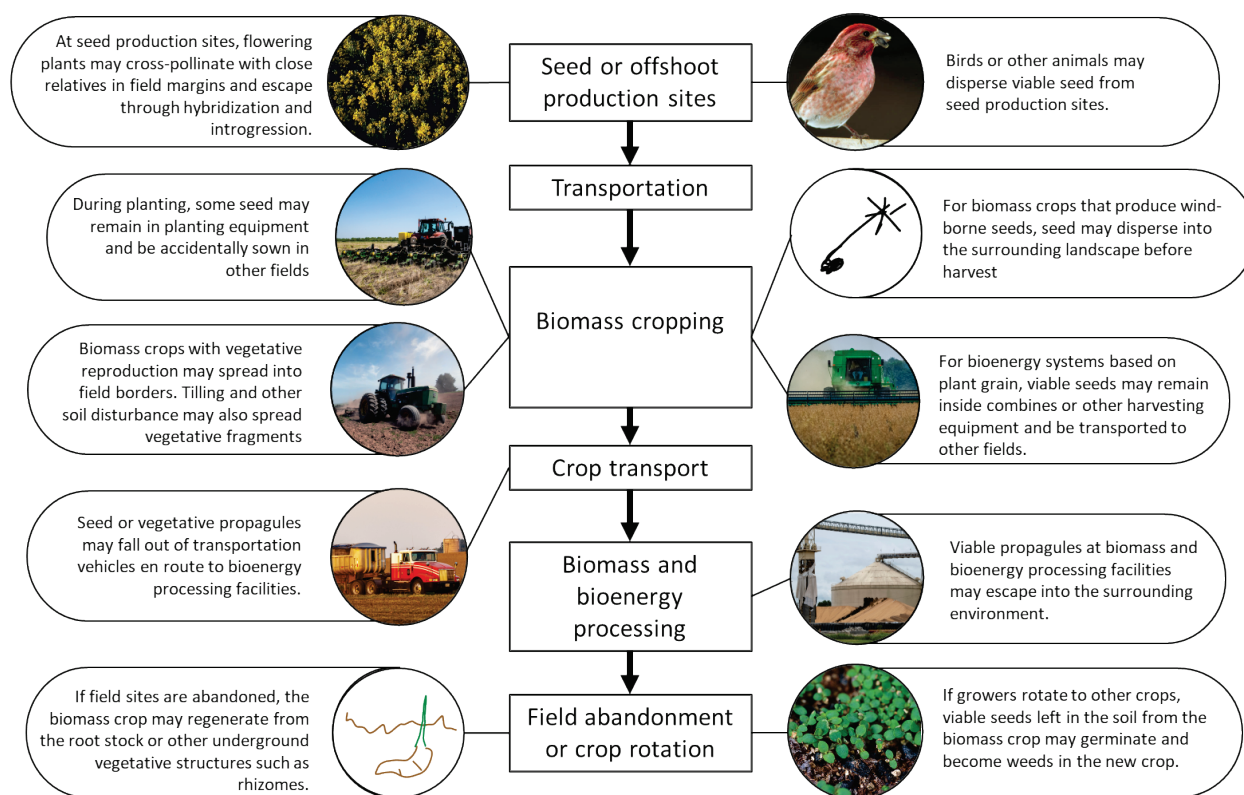 At seed production sites, flowering
plants may cross-pollinate with close
relatives in field margins and escape
through hybridization and
introgression.
Seed or offshoot
production sites
Birds or other animals may
disperse viable seed from
seed production sites.
Transportation
During planting, some seed may
remain in planting equipment
and be accidentally sown in
other fields
For biomass crops that produce wind-
borne seeds, seed may disperse into
the surrounding landscape before
harvest
Biomass cropping
Biomass crops with vegetative
reproduction may spread into
field borders. Tilling and other
soil disturbance may also spread
vegetative fragments
For bioenergy systems based on
plant grain, viable seeds may remain
inside combines or other harvesting
equipment and be transported to
other fields.
Crop transport
Seed or vegetative propagules
may fall out of transportation
vehicles en route to bioenergy
processing facilities.
Biomass and
bioenergy
processing
Viable propagules at biomass and
bioenergy processing facilities
may escape into the surrounding
environment.
If field sites are abandoned, the
biomass crop may regenerate from
the root stock or other underground
vegetative structures such as
rhizomes.
Field abandonment
or crop rotation
If growers rotate to other crops,
viable seeds left in the soil from the
biomass crop may germinate and
become weeds in the new crop.